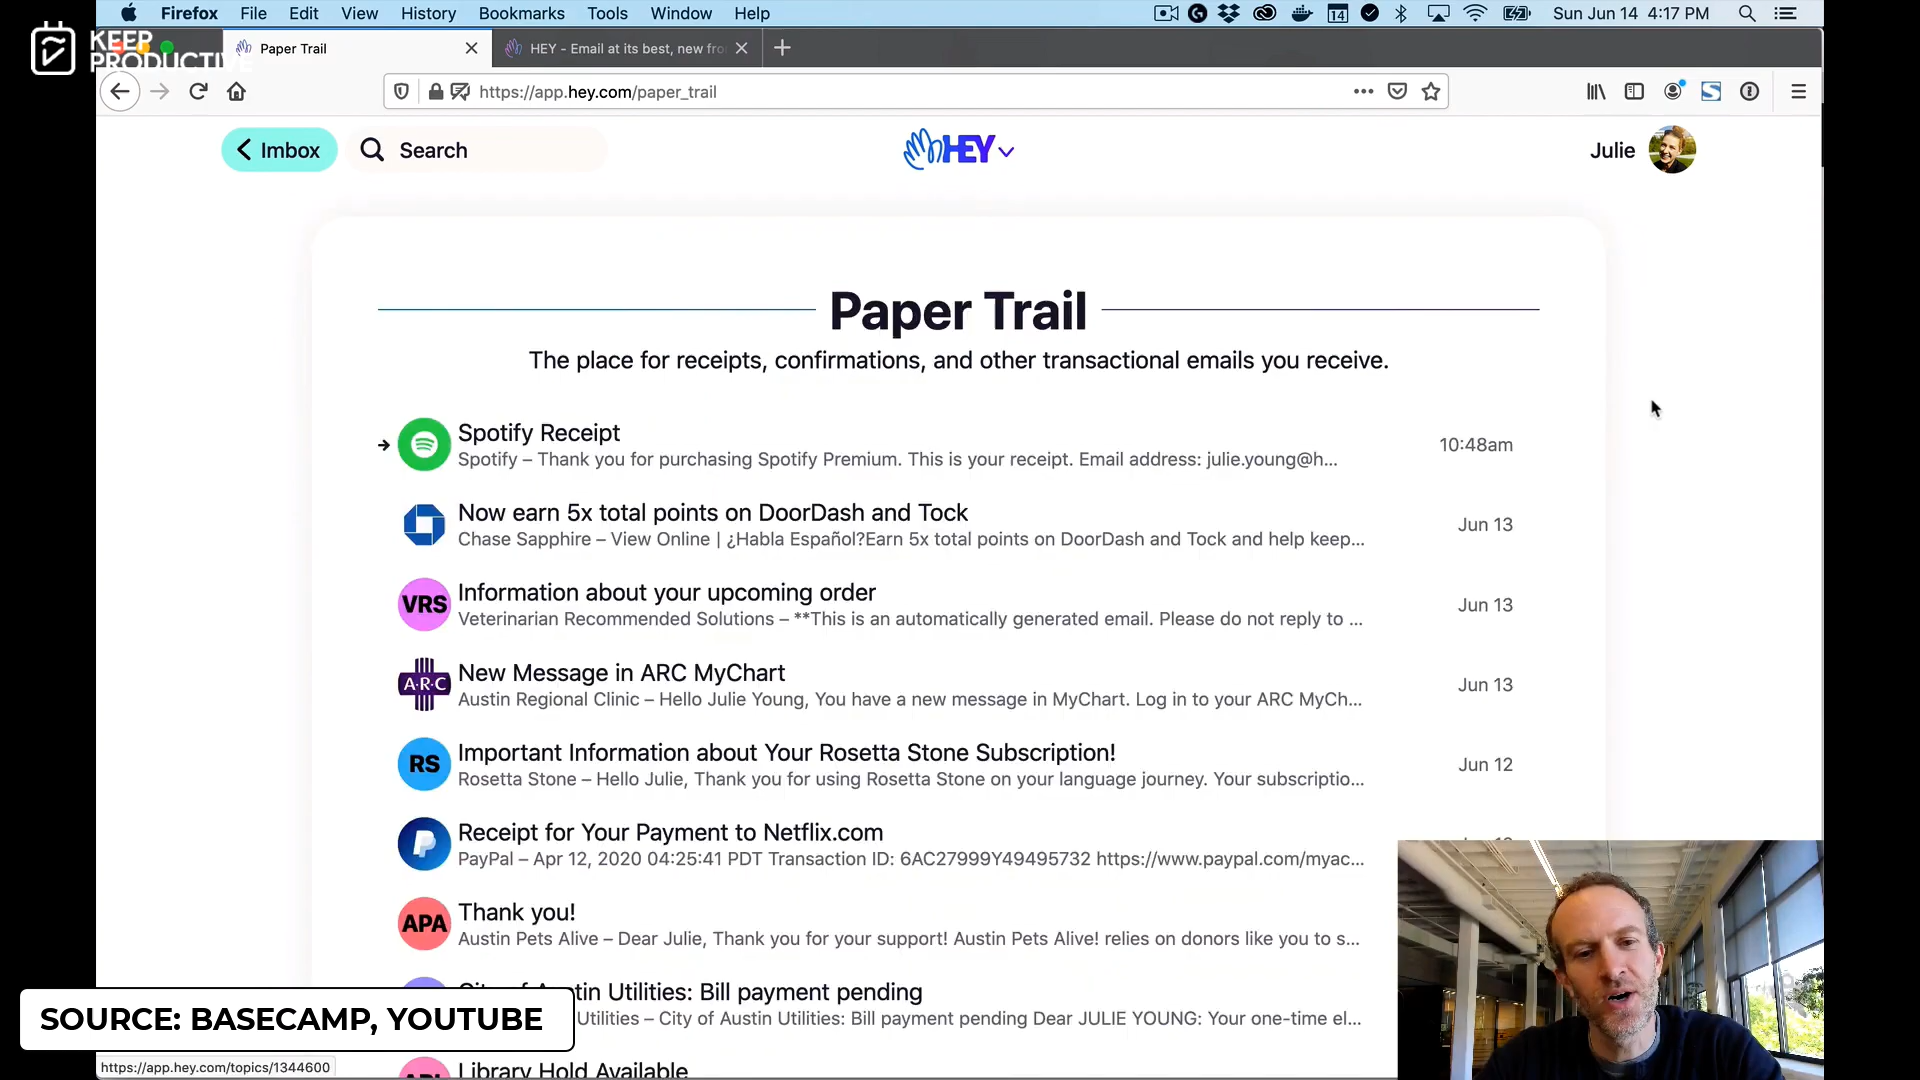 Firefox File Edit View History Bookmarks Tools Window Help
14
Sun Jun 14 4:17 PM
KEEP
PRODUCTIVE
Paper Trail
HEY - Email at its best, new fro
https://app.hey.com/paper_trail
Imbox
Search
HEY
Julie
Paper Trail
The place for receipts, confirmations, and other transactional emails you receive.
Spotify Receipt
Spotify – Thank you for purchasing Spotify Premium. This is your receipt. Email address: julie.young@h...
10:48am
Now earn 5x total points on DoorDash and Tock
Chase Sapphire – View Online | ¿Habla Español?Earn 5x total points on DoorDash and Tock and help keep...
Jun 13
VRS
Information about your upcoming order
Veterinarian Recommended Solutions – **This is an automatically generated email. Please do not reply to ...
Jun 13
A·R·C
New Message in ARC MyChart
Austin Regional Clinic – Hello Julie Young, You have a new message in MyChart. Log in to your ARC MyCh...
Jun 13
RS
Important Information about Your Rosetta Stone Subscription!
Rosetta Stone – Hello Julie, Thank you for using Rosetta Stone on your language journey. Your subscriptio...
Jun 12
Receipt for Your Payment to Netflix.com
PayPal – Apr 12, 2020 04:25:41 PDT Transaction ID: 6AC27999Y49495732 https://www.paypal.com/myac...
APA
Thank you!
Austin Pets Alive – Dear Julie, Thank you for your support! Austin Pets Alive! relies on donors like you to s...
City of Austin Utilities: Bill payment pending
Utilities – City of Austin Utilities: Bill payment pending Dear JULIE YOUNG: Your one-time el...
SOURCE: BASECAMP, YOUTUBE
Library Hold Available
https://app.hey.com/topics/1344600